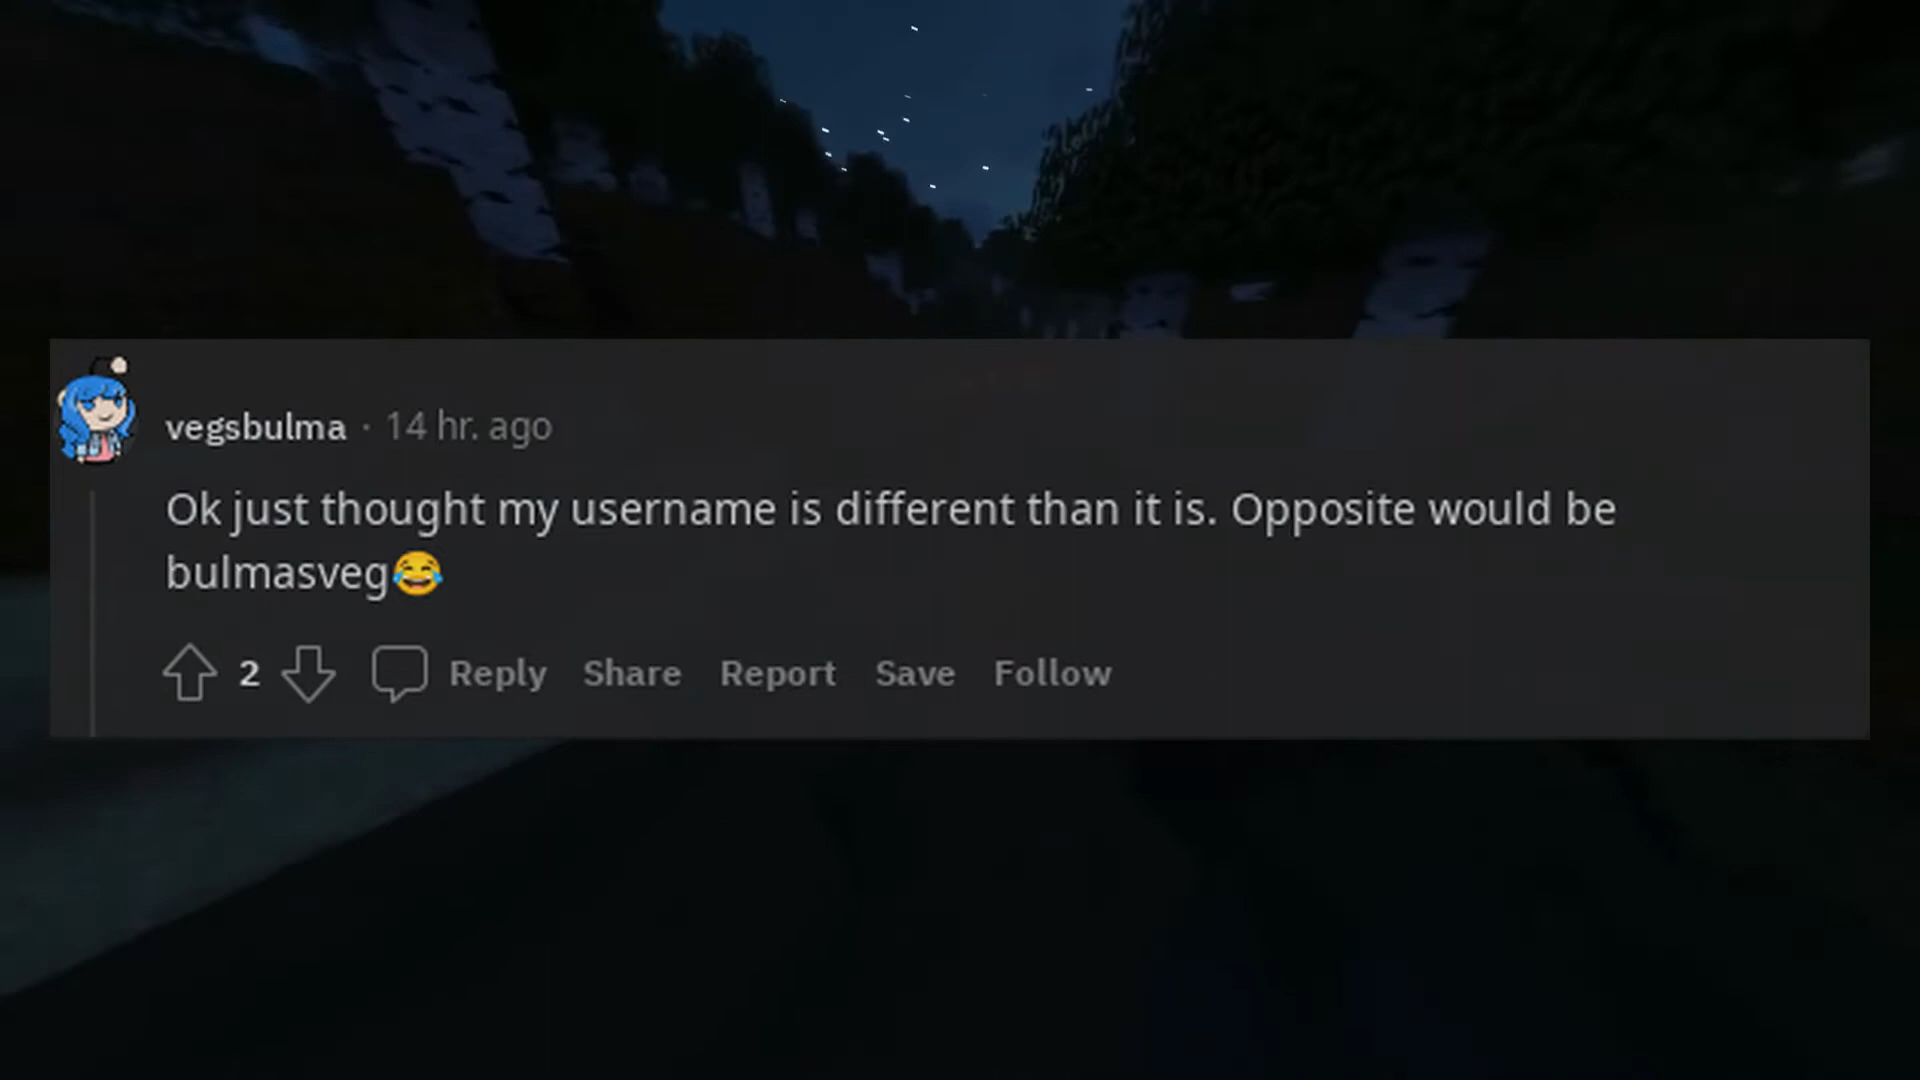 vegsbulma · 14 hr. ago
Ok just thought my username is different than it is. Opposite would be
bulmasveg😂
2 Reply Share Report Save Follow